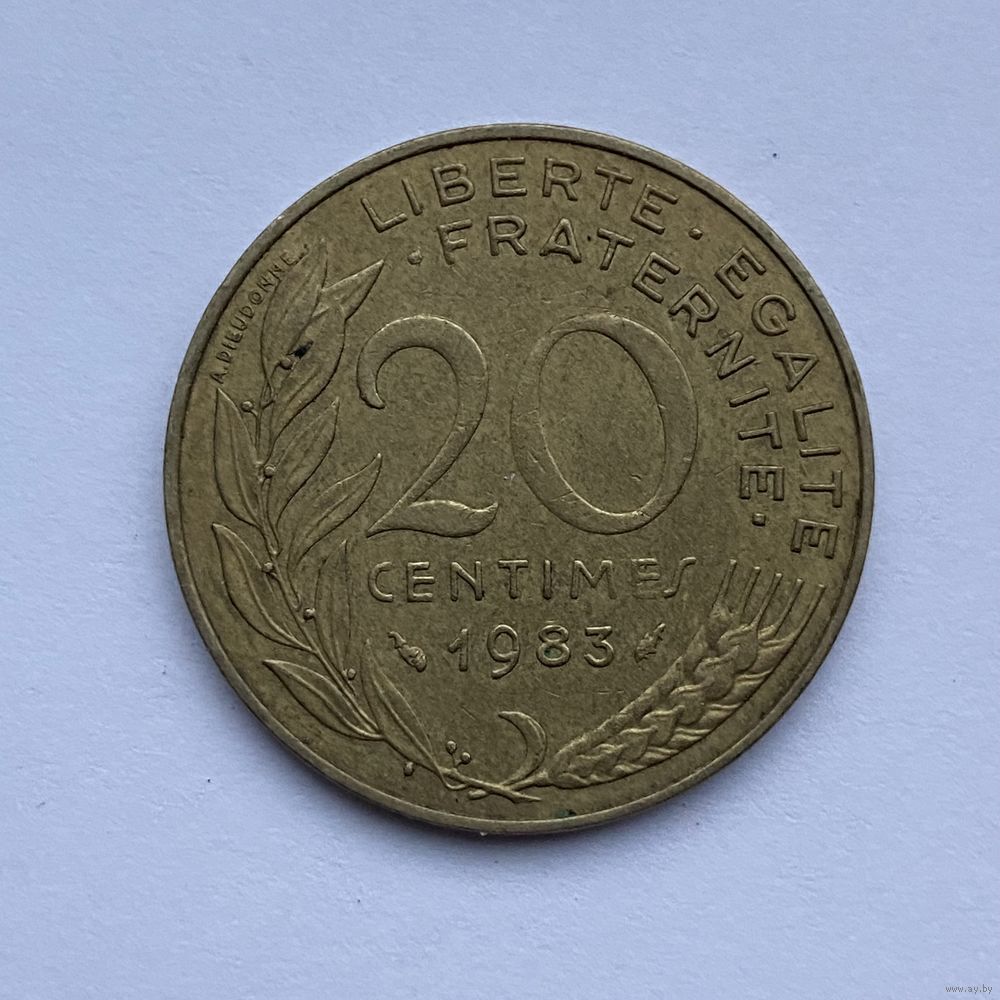 LIBERTE · EGALITE
· FRATERNITE ·
A. DIEUDONNE.
20
CENTIMES
1983
www.ay.by